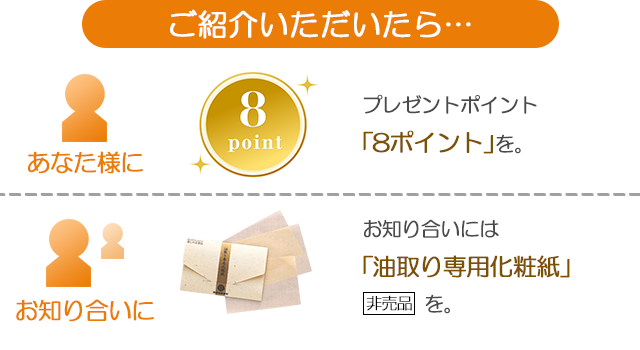 ご紹介いただいたら…
8
point
あなた様に
プレゼントポイント
「8ポイント」を。
お知り合いに
お知り合いには
「油取り専用化粧紙」
非売品 を。